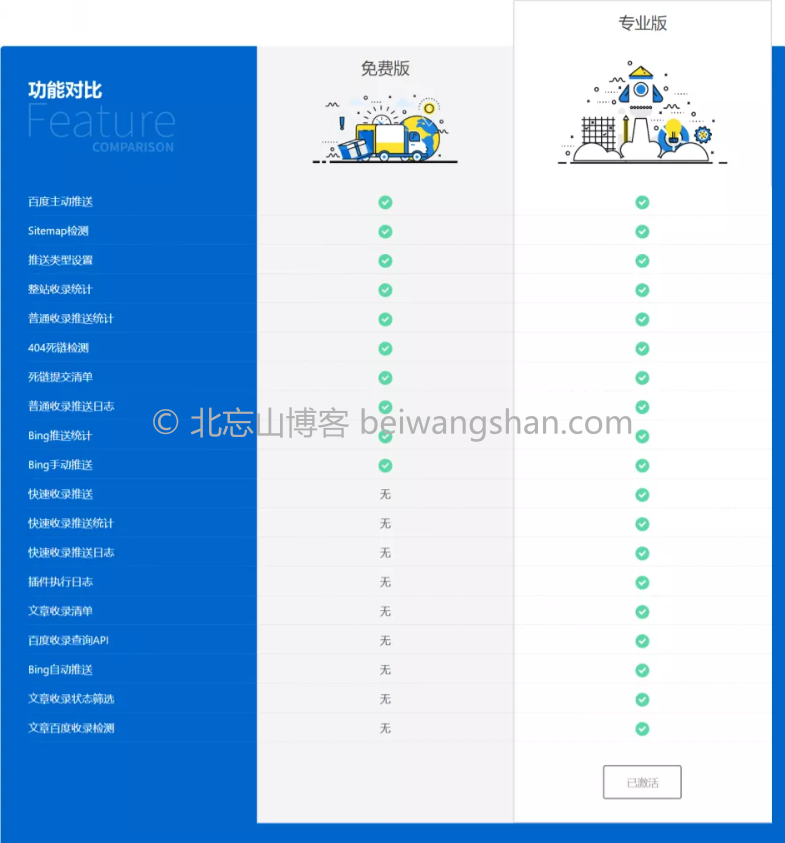 专业版
免费版
功能对比
Feature
COMPARISON
百度主动推送
Sitemap检测
推送类型设置
整站收录统计
普通收录推送统计
404死链检测
死链提交清单
普通收录推送日志
© 北忘山博客 beiwangshan.com
Bing推送统计
Bing手动推送
快速收录推送 无
快速收录推送统计 无
快速收录推送日志 无
插件执行日志 无
文章收录清单 无
百度收录查询API 无
Bing自动推送 无
文章收录状态筛选 无
文章百度收录检测 无
已激活